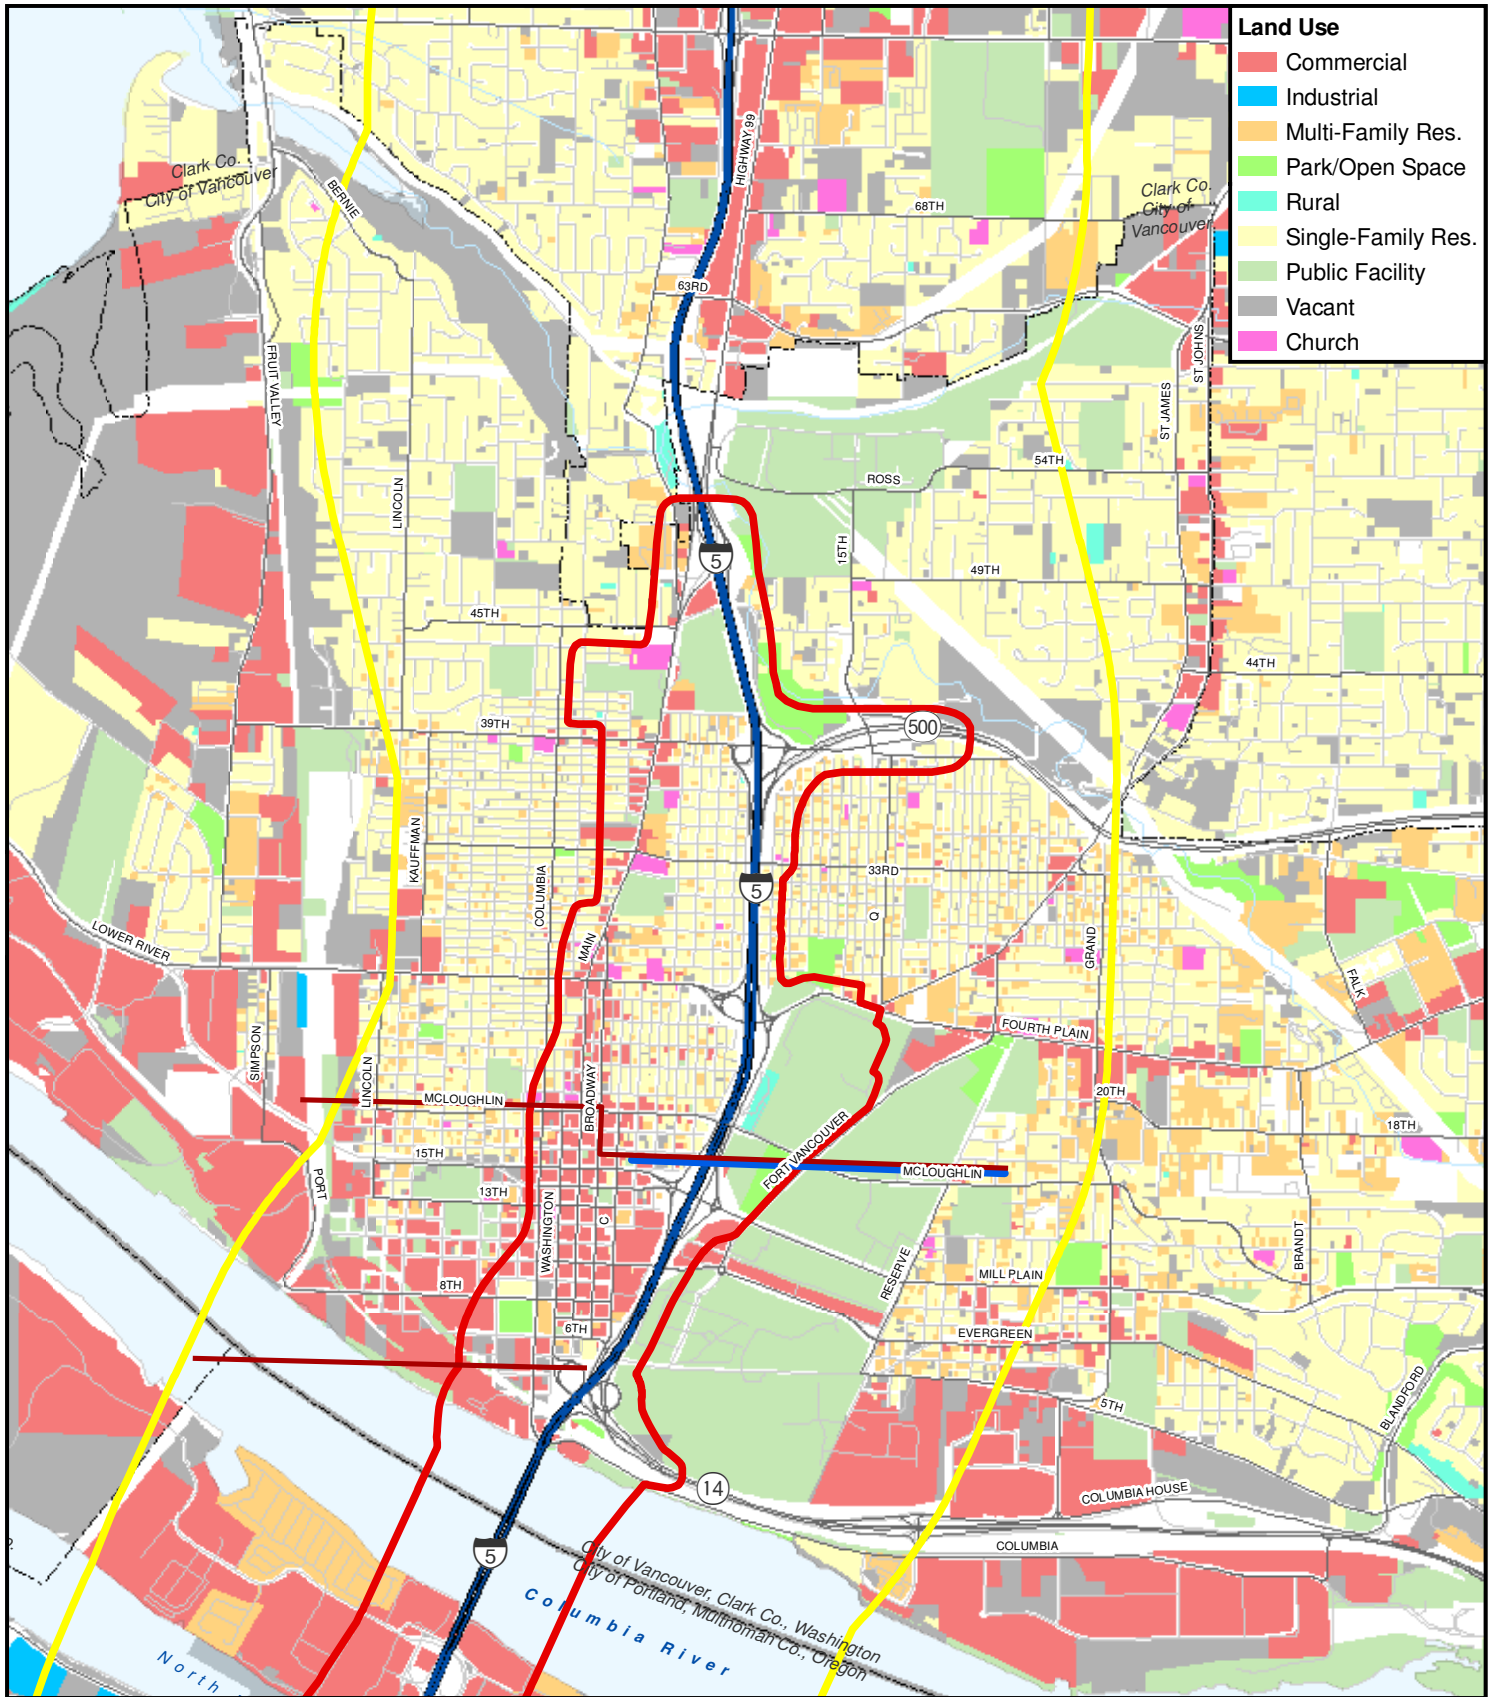 Land Use
Commercial
Industrial
Multi-Family Res.
Park/Open Space
Rural
Single-Family Res.
Public Facility
Vacant
Church
HIGHWAY 99
Clark Co.
City of Vancouver
BERNIE
68TH
Clark Co.
City of
Vancouver
63RD
FRUIT VALLEY
ST JOHNS
ST JAMES
LINCOLN
54TH
ROSS
15TH
5
49TH
45TH
44TH
39TH
500
KAUFFMAN
COLUMBIA
33RD
5
Q
MAIN
GRAND
LOWER RIVER
FALK
SIMPSON
FOURTH PLAIN
LINCOLN
MCLOUGHLIN
BROADWAY
20TH
FORT VANCOUVER
18TH
15TH
MCLOUGHLIN
PORT
13TH
WASHINGTON
C
RESERVE
BRANDT
8TH
MILL PLAIN
6TH
EVERGREEN
BLANDFORD
5TH
14
COLUMBIA HOUSE
5
COLUMBIA
City of Vancouver, Clark Co., Washington
City of Portland, Multnomah Co., Oregon
Columbia River
North